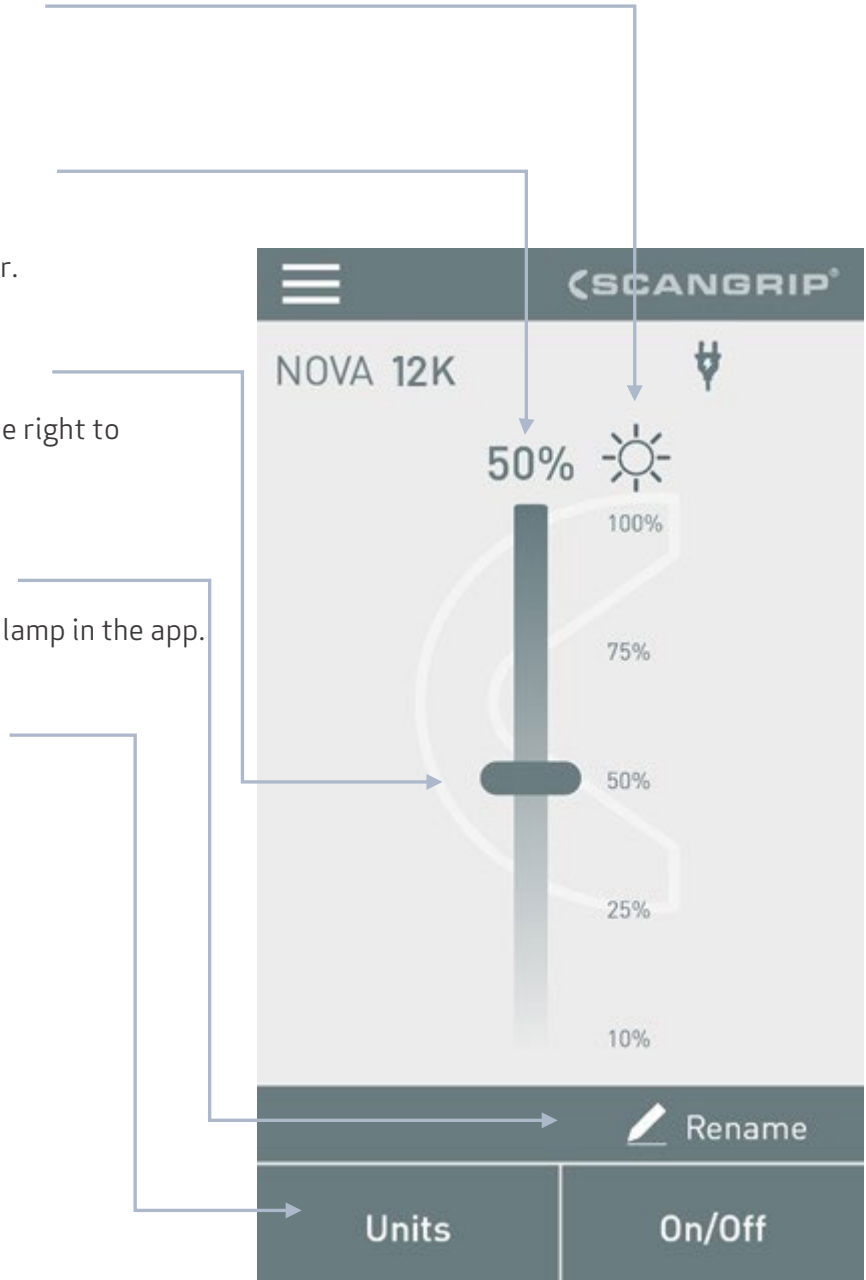 r.
e right to
lamp in the app.
SCANGRIP®
NOVA 12K
50%
100%
75%
50%
25%
10%
Rename
Units
On/Off